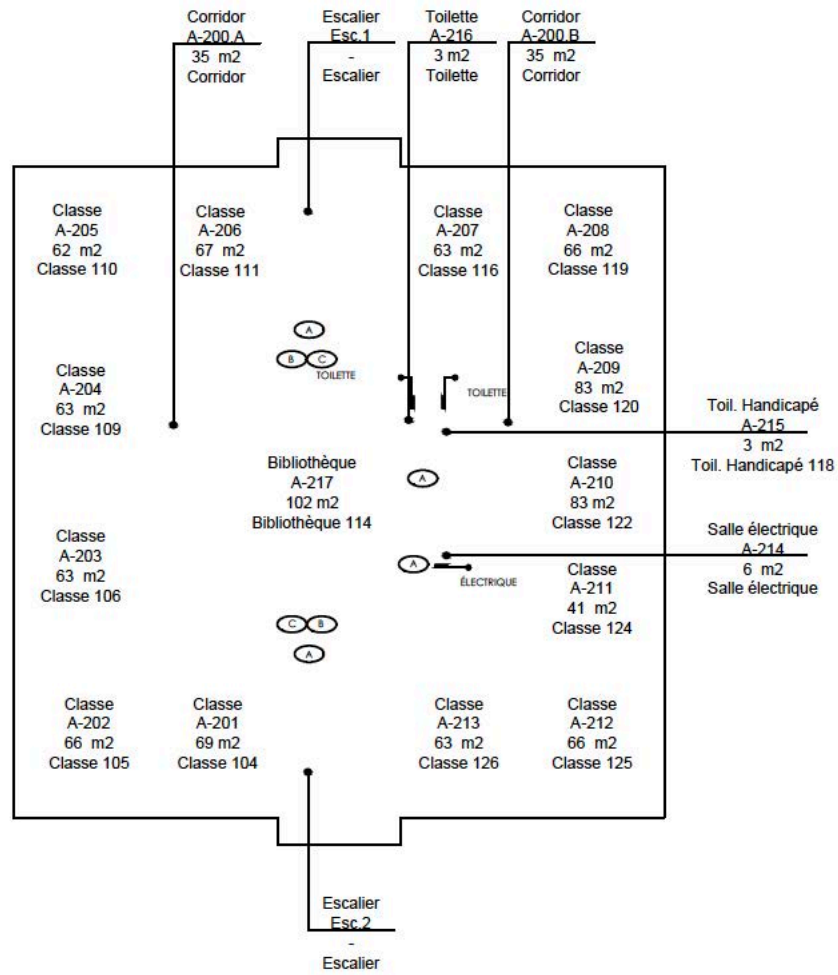 Corridor
A-200.A
35 m2
Corridor
Escalier
Esc.1
-
Escalier
Toilette
A-216
3 m2
Toilette
Corridor
A-200.B
35 m2
Corridor
Classe
A-205
62 m2
Classe 110
Classe
A-206
67 m2
Classe 111
Classe
A-207
63 m2
Classe 116
Classe
A-208
66 m2
Classe 119
A
B C
TOILETTE
TOILETTE
Classe
A-204
63 m2
Classe 109
Classe
A-209
83 m2
Classe 120
Toil. Handicapé
A-215
3 m2
Toil. Handicapé 118
Bibliothèque
A-217
102 m2
Bibliothèque 114
A
Classe
A-210
83 m2
Classe 122
Salle électrique
A-214
6 m2
Salle électrique
Classe
A-203
63 m2
Classe 106
A
ÉLECTRIQUE
Classe
A-211
41 m2
Classe 124
C B
A
Classe
A-202
66 m2
Classe 105
Classe
A-201
69 m2
Classe 104
Classe
A-213
63 m2
Classe 126
Classe
A-212
66 m2
Classe 125
Escalier
Esc.2
-
Escalier